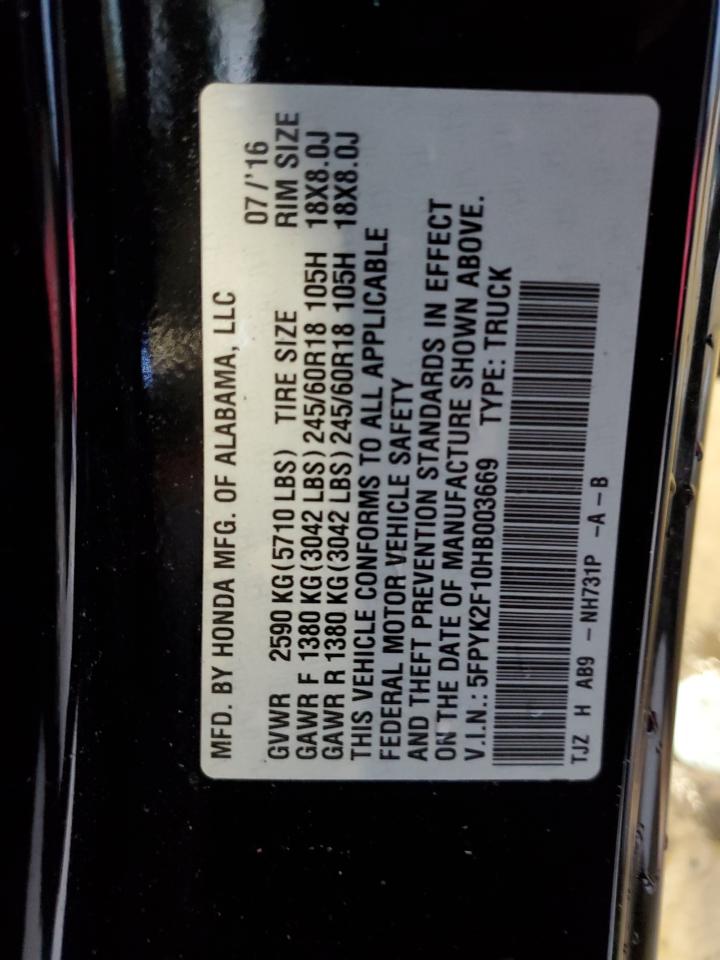 MFD. BY HONDA MFG. OF ALABAMA, LLC 07/'16
GVWR 2590 KG(5710 LBS) TIRE SIZE RIM SIZE
GAWR F 1380 KG(3042 LBS)245/60R18 105H 18X8.0J
GAWR R 1380 KG(3042 LBS)245/60R18 105H 18X8.0J
THIS VEHICLE CONFORMS TO ALL APPLICABLE
FEDERAL MOTOR VEHICLE SAFETY
AND THEFT PREVENTION STANDARDS IN EFFECT
ON THE DATE OF MANUFACTURE SHOWN ABOVE.
V.I.N.: 5FPYK2F10HB003669 TYPE: TRUCK
TJZ H AB9 - NH731P -A-B